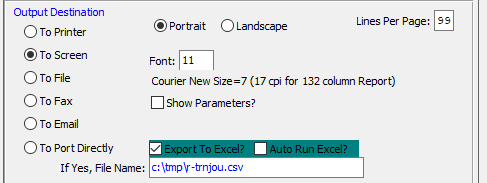 Output Destination
To Printer
Portrait
Landscape
Lines Per Page: 99
To Screen
Font: 11
To File
Courier New Size=7 (17 cpi for 132 column Report)
To Fax
Show Parameters?
To Email
To Port Directly
Export To Excel?
Auto Run Excel?
If Yes, File Name: c:\tmp\r-trnjou.csv